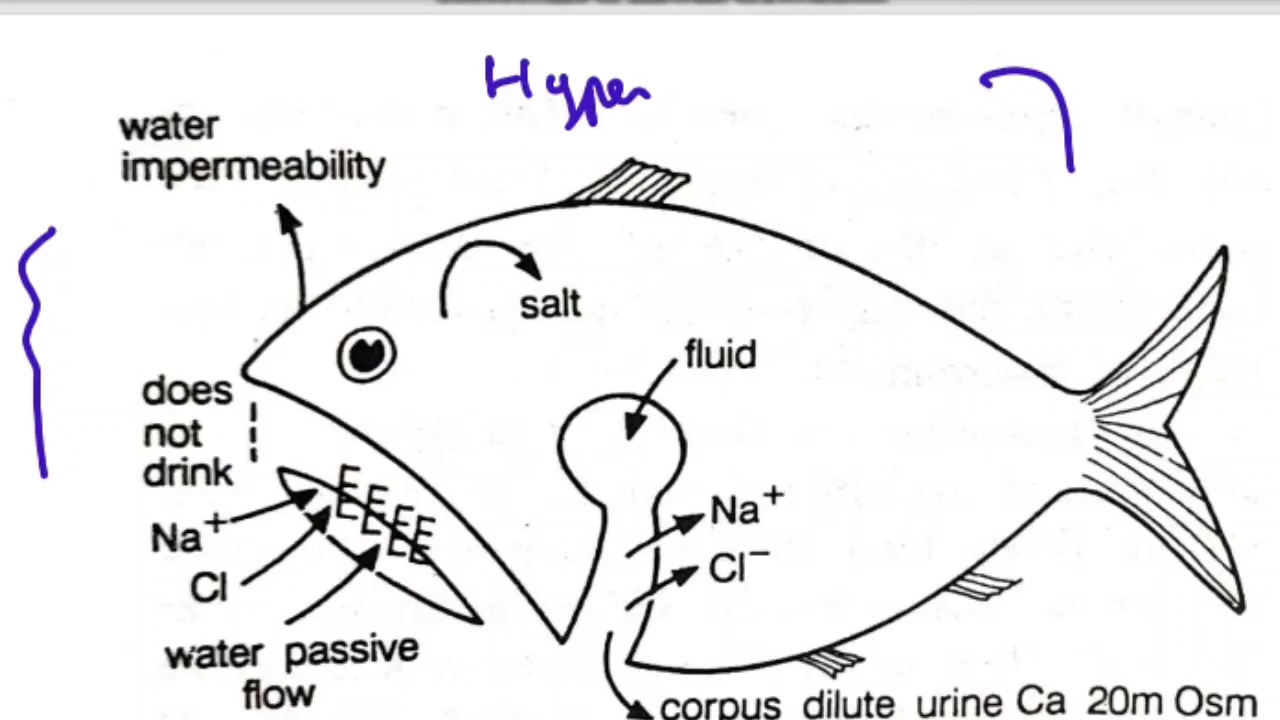 Hyper
water
impermeability
salt
fluid
does
not
drink
Na+
Cl
water passive
flow
Na+
Cl−
corpus dilute urine Ca 20m Osm